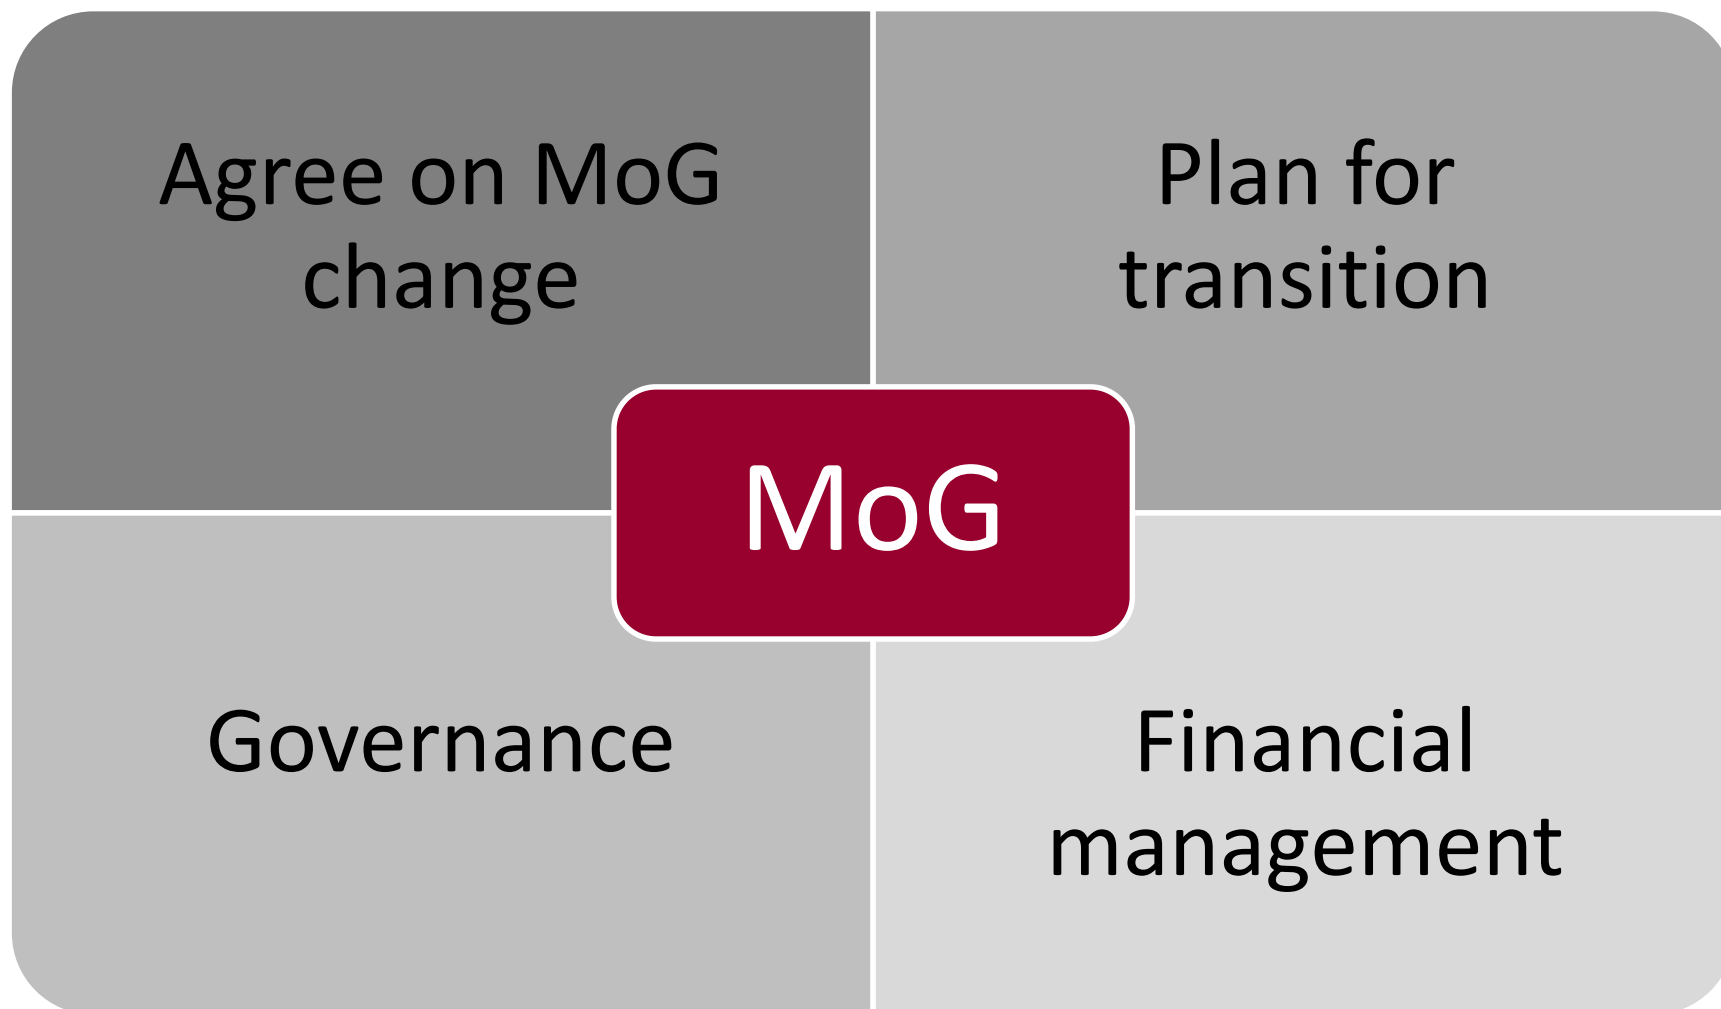 Agree on MoG
change
Plan for
transition
MoG
Governance
Financial
management